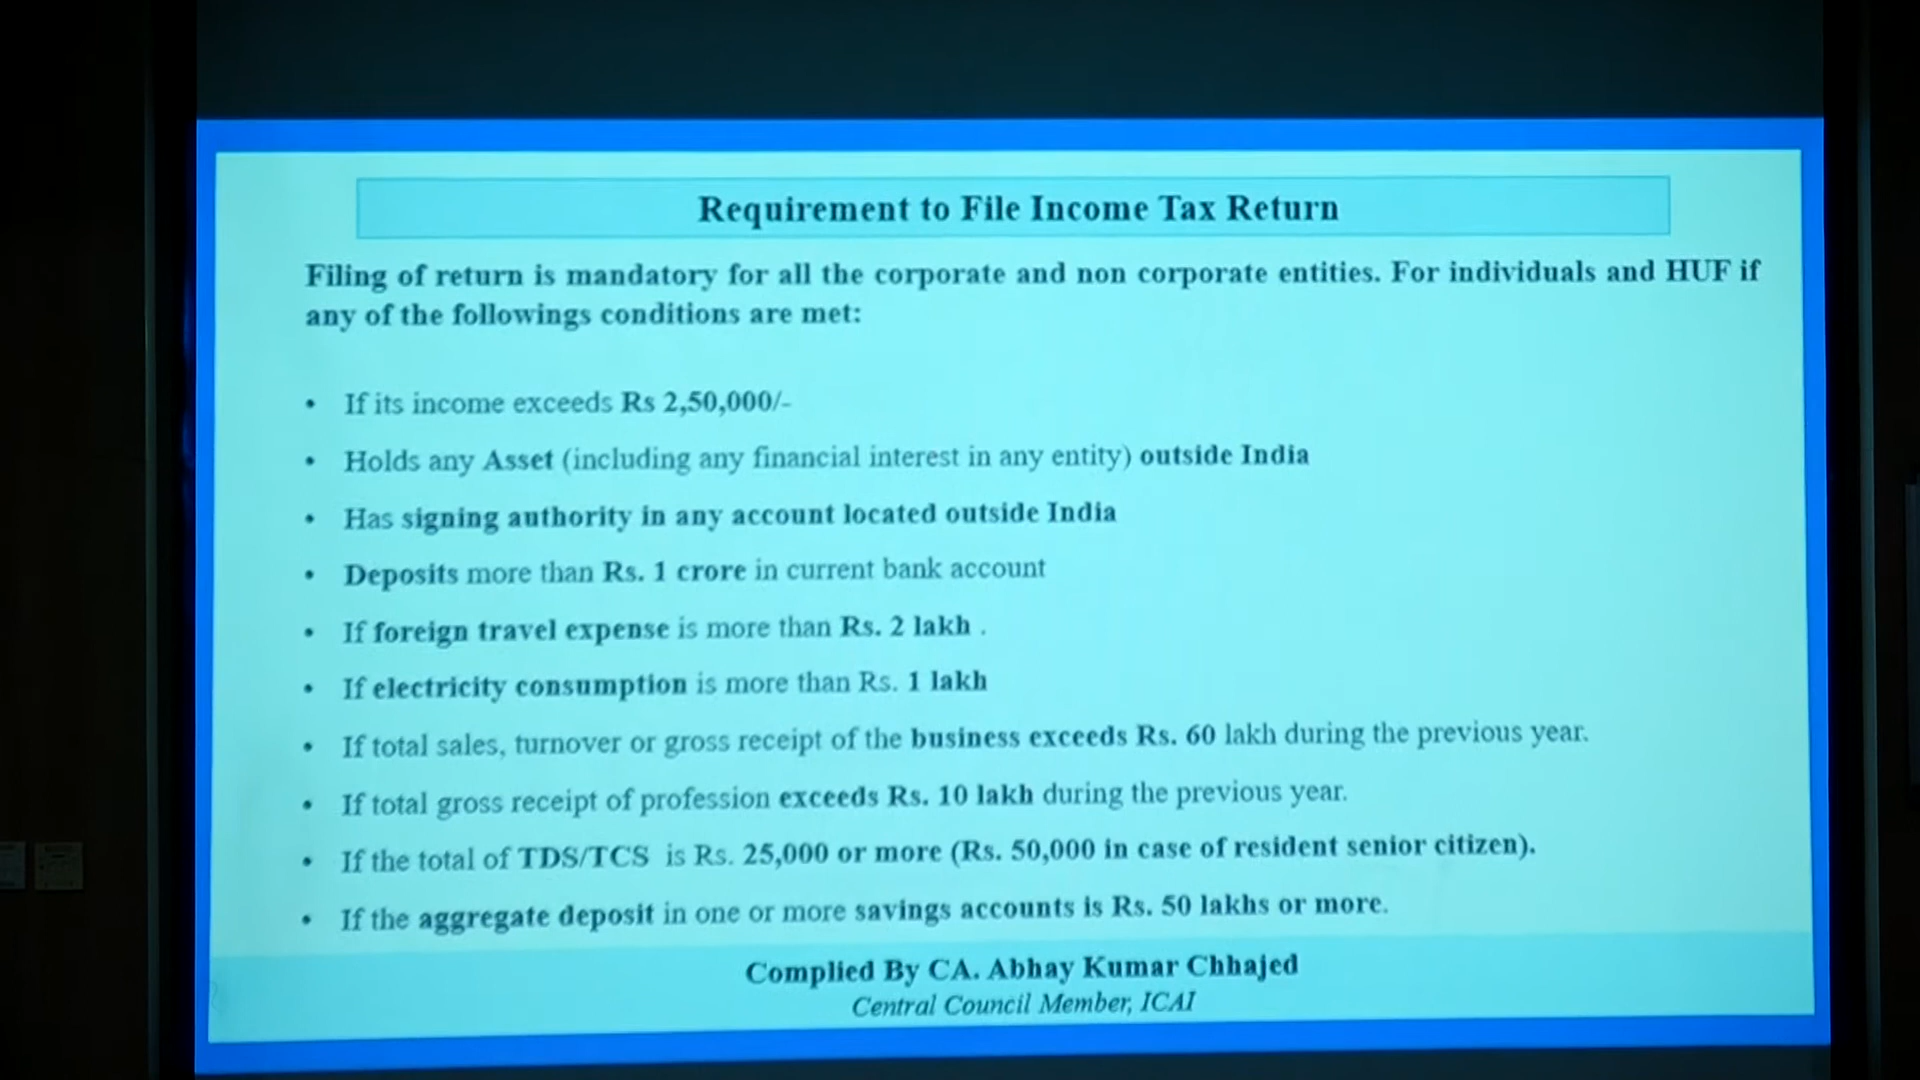 Requirement to File Income Tax Return
Filing of return is mandatory for all the corporate and non corporate entities. For individuals and HUF if
any of the followings conditions are met:
• If its income exceeds Rs 2,50,000/-
• Holds any Asset (including any financial interest in any entity) outside India
• Has signing authority in any account located outside India
• Deposits more than Rs. 1 crore in current bank account
• If foreign travel expense is more than Rs. 2 lakh .
• If electricity consumption is more than Rs. 1 lakh
• If total sales, turnover or gross receipt of the business exceeds Rs. 60 lakh during the previous year.
• If total gross receipt of profession exceeds Rs. 10 lakh during the previous year.
• If the total of TDS/TCS is Rs. 25,000 or more (Rs. 50,000 in case of resident senior citizen).
• If the aggregate deposit in one or more savings accounts is Rs. 50 lakhs or more.
Complied By CA. Abhay Kumar Chhajed
Central Council Member, ICAI